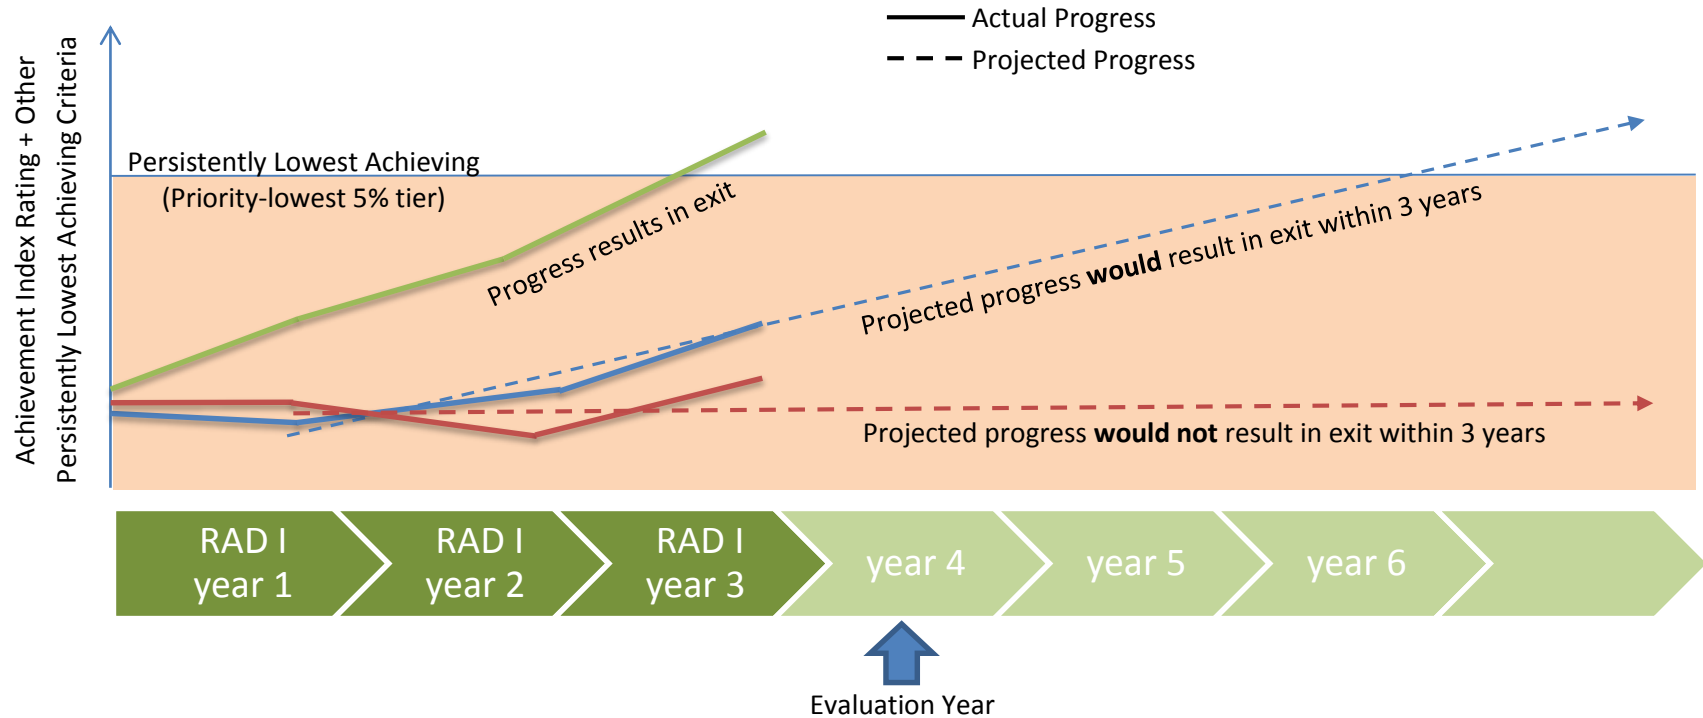 Actual Progress
Projected Progress
Achievement Index Rating + Other
Persistently Lowest Achieving Criteria
Persistently Lowest Achieving
(Priority-lowest 5% tier)
Progress results in exit
Projected progress would result in exit within 3 years
Projected progress would not result in exit within 3 years
RAD I
year 1
RAD I
year 2
RAD I
year 3
year 4
year 5
year 6
Evaluation Year